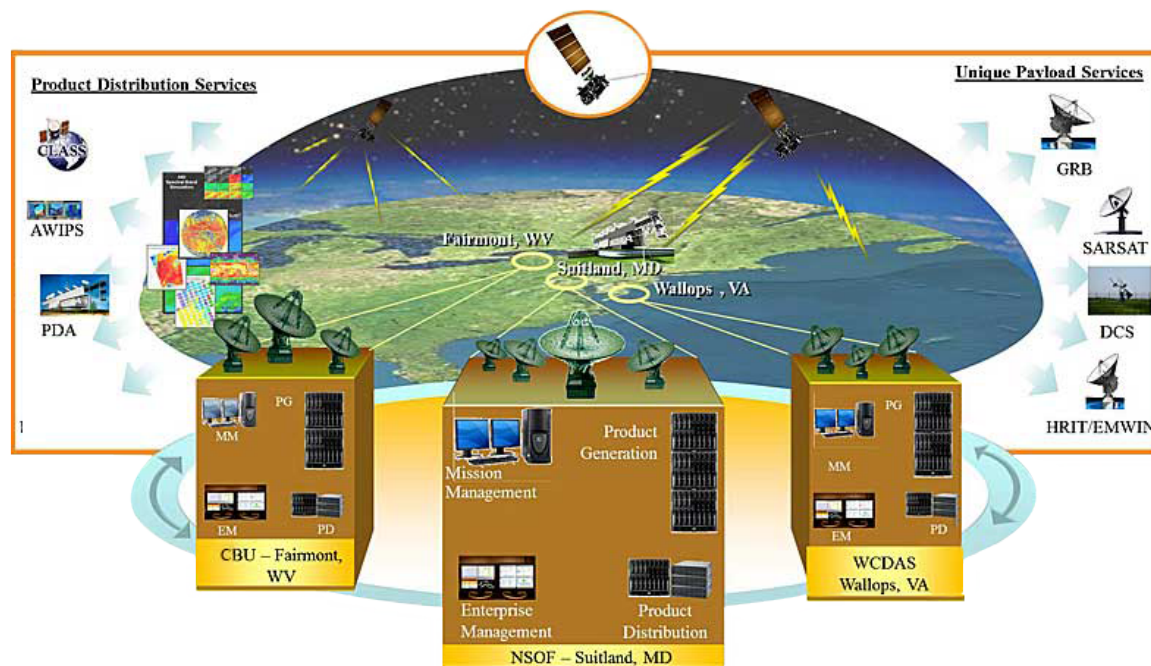 Product Distribution Services
Unique Payload Services
CLASS
AWIPS
PDA
GRB
SARSAT
DCS
HRIT/EMWIN
Fairmont, WV
Suitland, MD
Wallops , VA
MM
PG
EM
PD
CBU – Fairmont,
WV
Mission
Management
Product
Generation
Enterprise
Management
Product
Distribution
NSOF – Suitland, MD
PG
MM
EM
PD
WCDAS
Wallops, VA